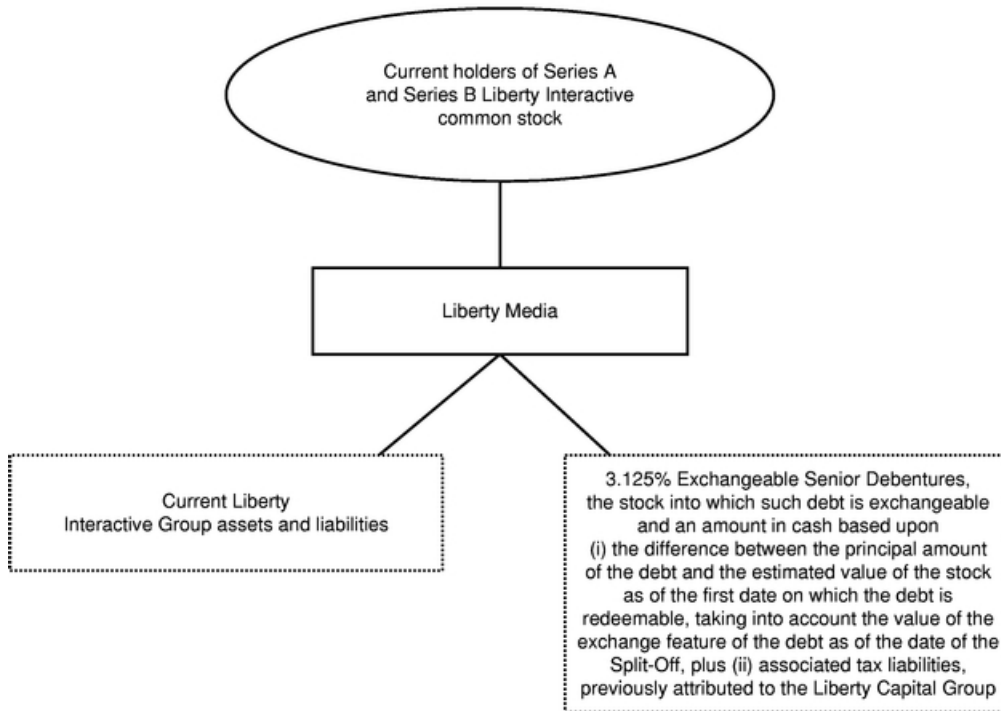 Current holders of Series A
and Series B Liberty Interactive
common stock
Liberty Media
Current Liberty
Interactive Group assets and liabilities
3.125% Exchangeable Senior Debentures,
the stock into which such debt is exchangeable
and an amount in cash based upon
(i) the difference between the principal amount
of the debt and the estimated value of the stock
as of the first date on which the debt is
redeemable, taking into account the value of the
exchange feature of the debt as of the date of the
Split-Off, plus (ii) associated tax liabilities,
previously attributed to the Liberty Capital Group